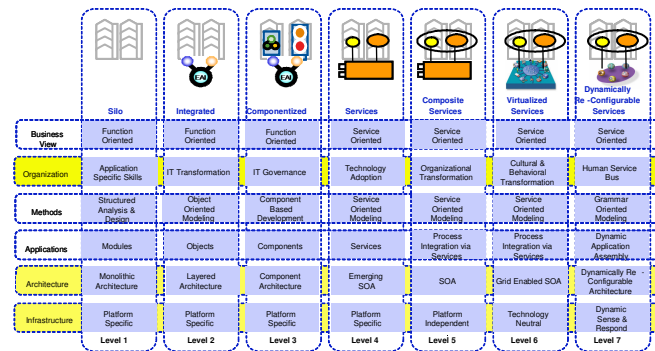 EAI
EAI
Silo
Integrated
Componentized
Services
Composite
Services
Virtualized
Services
Dynamically
Re -Configurable
Services
Business
View
Function
Oriented
Function
Oriented
Function
Oriented
Service
Oriented
Service
Oriented
Service
Oriented
Service
Oriented
Organization
Application
Specific Skills
IT Transformation
IT Governance
Technology
Adoption
Organizational
Transformation
Cultural &
Behavioral
Transformation
Human Service
Bus
Methods
Structured
Analysis &
Design
Object
Oriented
Modeling
Component
Based
Development
Service
Oriented
Modeling
Service
Oriented
Modeling
Service
Oriented
Modeling
Grammar
Oriented
Modeling
Applications
Modules
Objects
Components
Services
Process
Integration via
Services
Process
Integration via
Services
Dynamic
Application
Assembly
Architecture
Monolithic
Architecture
Layered
Architecture
Component
Architecture
Emerging
SOA
SOA
Grid Enabled SOA
Dynamically Re -
Configurable
Architecture
Infrastructure
Platform
Specific
Platform
Specific
Platform
Specific
Platform
Specific
Platform
Independent
Technology
Neutral
Dynamic
Sense &
Respond
Level 1
Level 2
Level 3
Level 4
Level 5
Level 6
Level 7